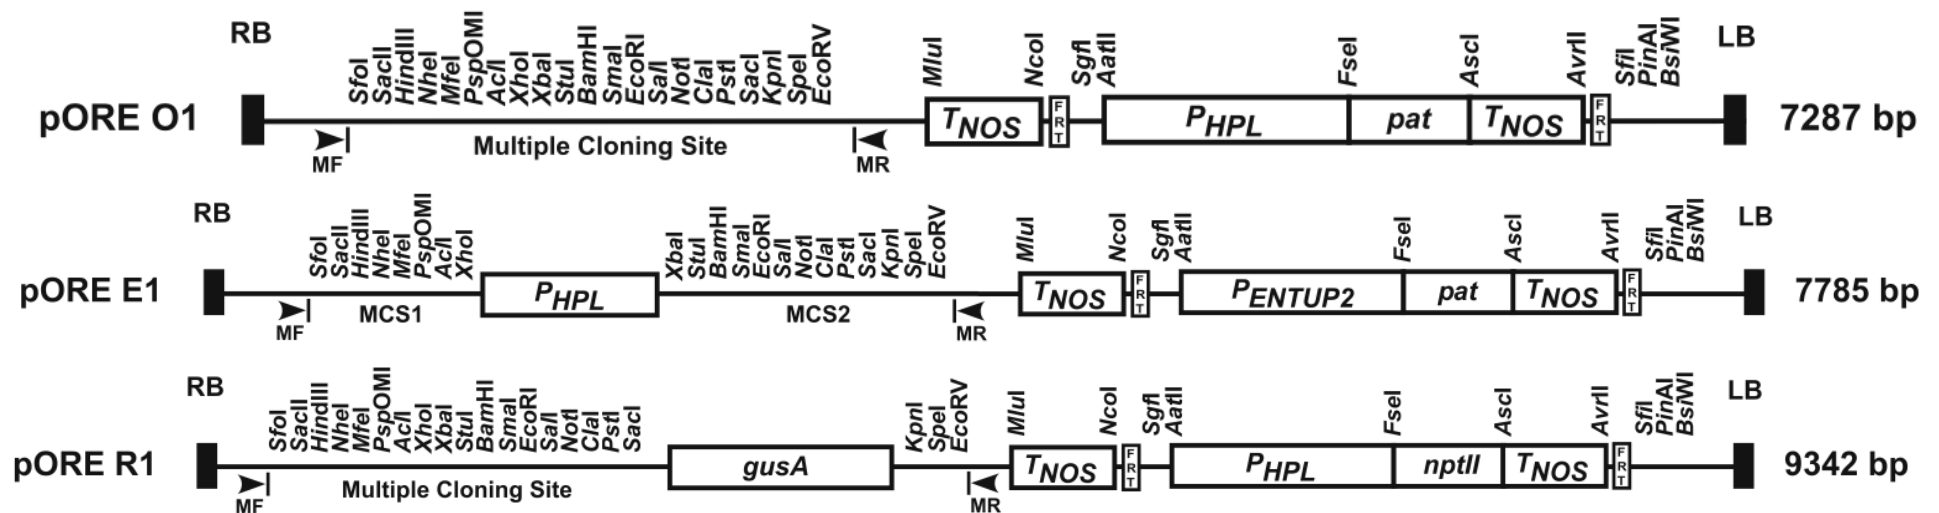 RB SfoI SacII HindIII NheI MfeI PspOMI AclI XhoI XbaI StuI BamHI SmaI EcoRI SalI NotI ClaI PstI SacI KpnI SpeI EcoRV MluI NcoI SgfI AatII FseI AscI AvrII SfiI PinAI BsiWI LB
pORE O1 TNOS FRT PHPL pat TNOS FRT 7287 bp
MF Multiple Cloning Site MR
RB SfoI SacII HindIII NheI MfeI PspOMI AclI XhoI XbaI StuI BamHI SmaI EcoRI SalI NotI ClaI PstI SacI KpnI SpeI EcoRV MluI NcoI SgfI AatII FseI AscI AvrII SfiI PinAI BsiWI LB
pORE E1 PHPL TNOS FRT PENTUP2 pat TNOS FRT 7785 bp
MF MCS1 MCS2 MR
RB SfoI SacII HindIII NheI MfeI PspOMI AclI XhoI XbaI StuI BamHI SmaI EcoRI SalI NotI ClaI PstI SacI KpnI SpeI EcoRV MluI NcoI SgfI AatII FseI AscI AvrII SfiI PinAI BsiWI LB
pORE R1 gusA TNOS FRT PHPL nptII TNOS FRT 9342 bp
MF Multiple Cloning Site MR